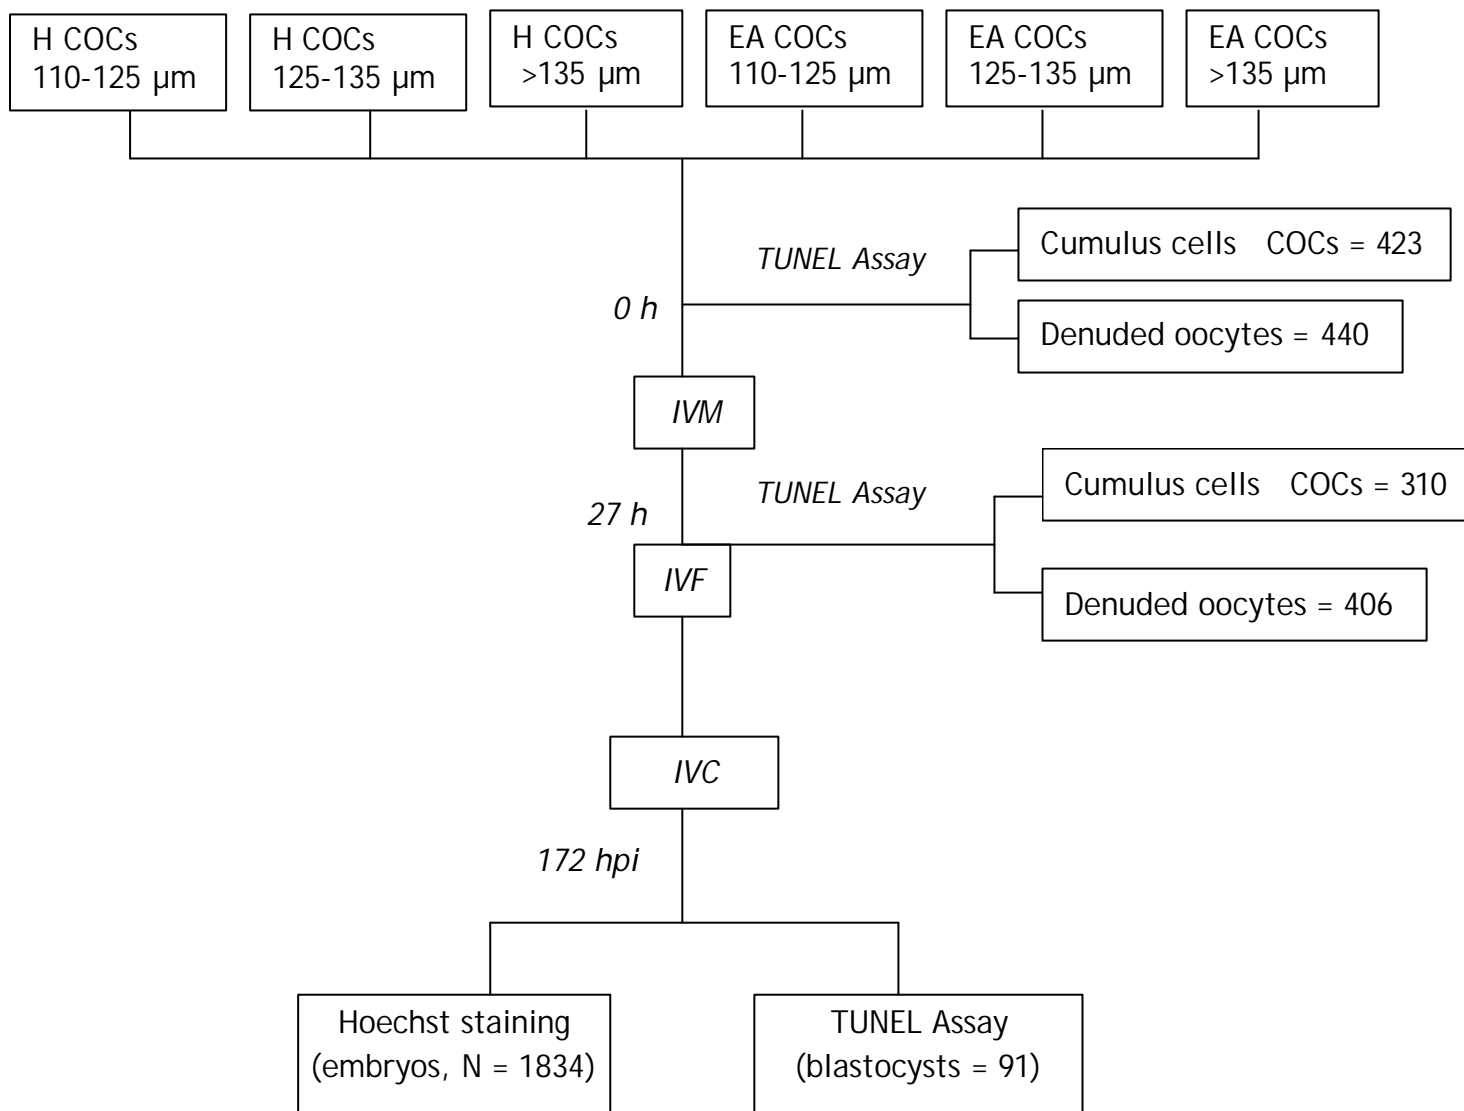 H COCs
110-125 µm
H COCs
125-135 µm
H COCs
>135 µm
EA COCs
110-125 µm
EA COCs
125-135 µm
EA COCs
>135 µm
TUNEL Assay
Cumulus cells COCs = 423
0 h
Denuded oocytes = 440
IVM
TUNEL Assay
Cumulus cells COCs = 310
27 h
IVF
Denuded oocytes = 406
IVC
172 hpi
Hoechst staining
(embryos, N = 1834)
TUNEL Assay
(blastocysts = 91)